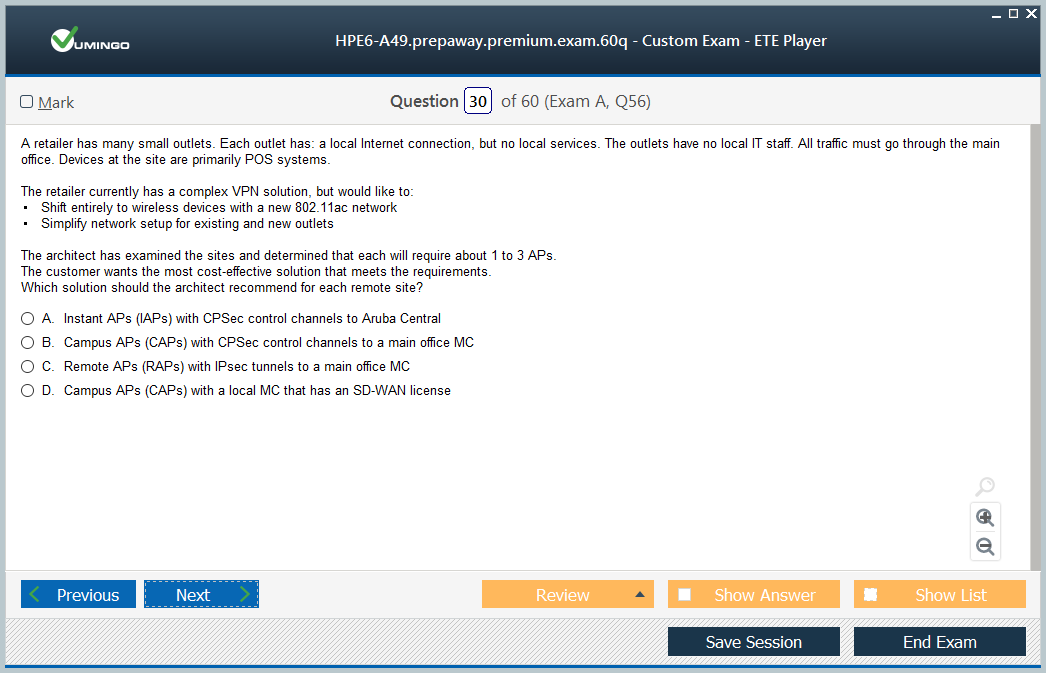 VUMINGO
HPE6-A49.prepaway.premium.exam.60q - Custom Exam - ETE Player
Mark
Question 30 of 60 (Exam A, Q56)
A retailer has many small outlets. Each outlet has: a local Internet connection, but no local services. The outlets have no local IT staff. All traffic must go through the main
office. Devices at the site are primarily POS systems.
The retailer currently has a complex VPN solution, but would like to:
• Shift entirely to wireless devices with a new 802.11ac network
• Simplify network setup for existing and new outlets
The architect has examined the sites and determined that each will require about 1 to 3 APs.
The customer wants the most cost-effective solution that meets the requirements.
Which solution should the architect recommend for each remote site?
A. Instant APs (IAPs) with CPSec control channels to Aruba Central
B. Campus APs (CAPs) with CPSec control channels to a main office MC
C. Remote APs (RAPs) with IPsec tunnels to a main office MC
D. Campus APs (CAPs) with a local MC that has an SD-WAN license
Previous
Next
Review
Show Answer
Show List
Save Session
End Exam